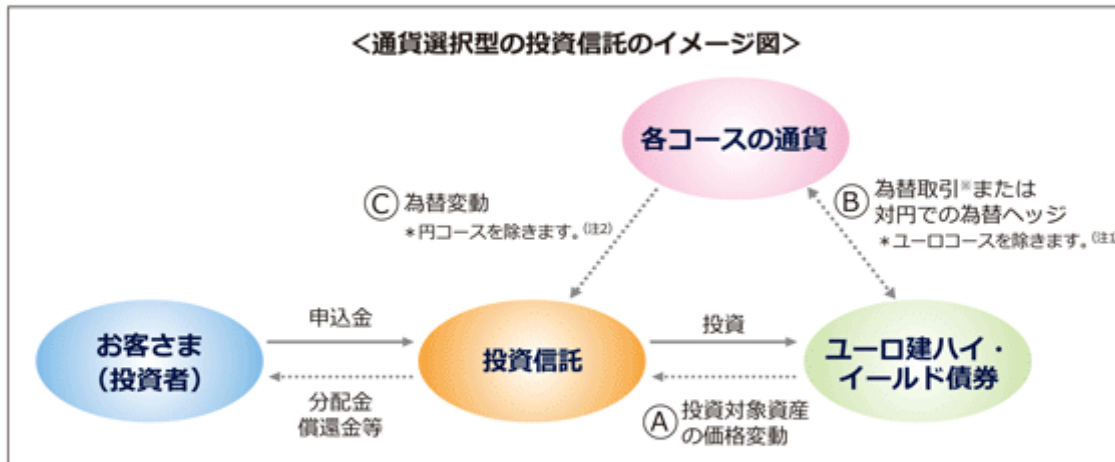 ＜通貨選択型の投資信託のイメージ図＞
各コースの通貨
Ⓒ 為替変動
＊円コースを除きます。(注2)
Ⓑ 為替取引※または
対円での為替ヘッジ
＊ユーロコースを除きます。(注1)
お客さま
（投資者）
申込金
分配金
償還金等
投資信託
投資
Ⓐ 投資対象資産
の価格変動
ユーロ建ハイ・
イールド債券